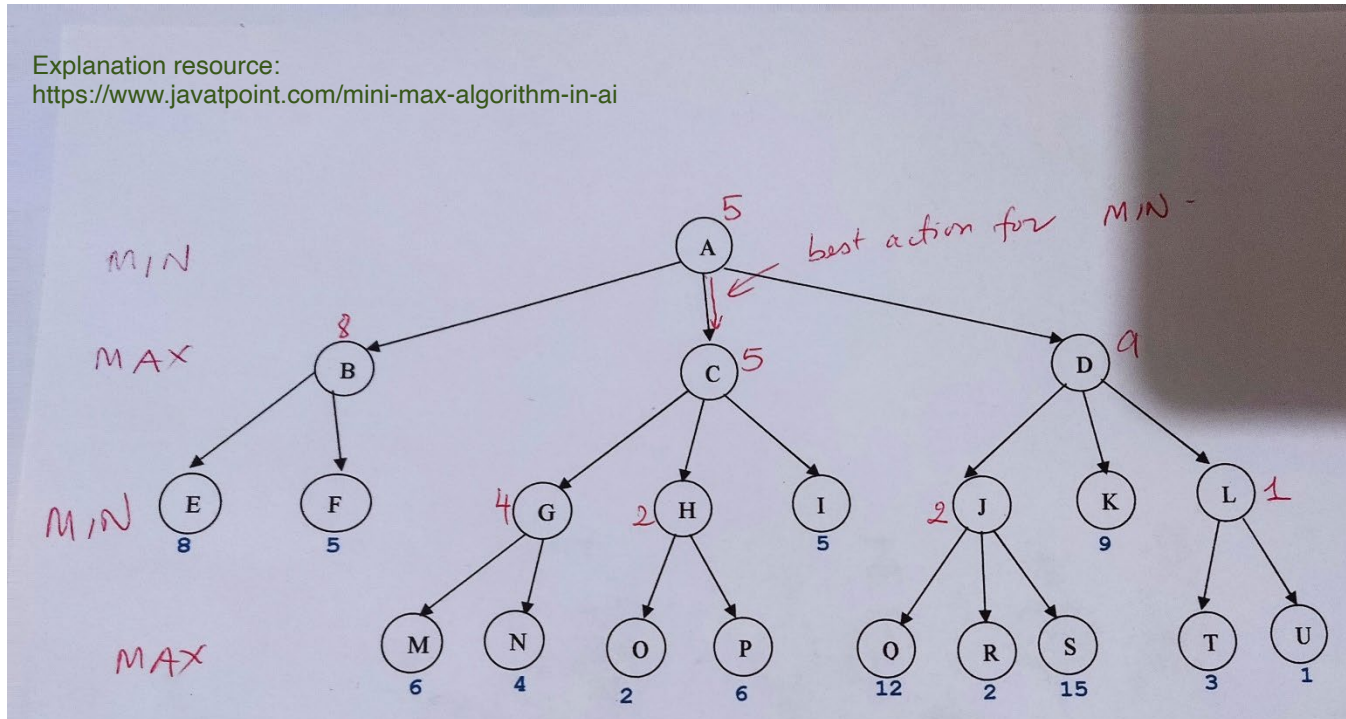 Explanation resource:
https://www.javatpoint.com/mini-max-algorithm-in-ai
5
MIN A best action for MIN -
8
MAX B C 5 D 9
MIN E F 4 G 2 H I 2 J K L 1
8 5 5 9
MAX M N O P Q R S T U
6 4 2 6 12 2 15 3 1